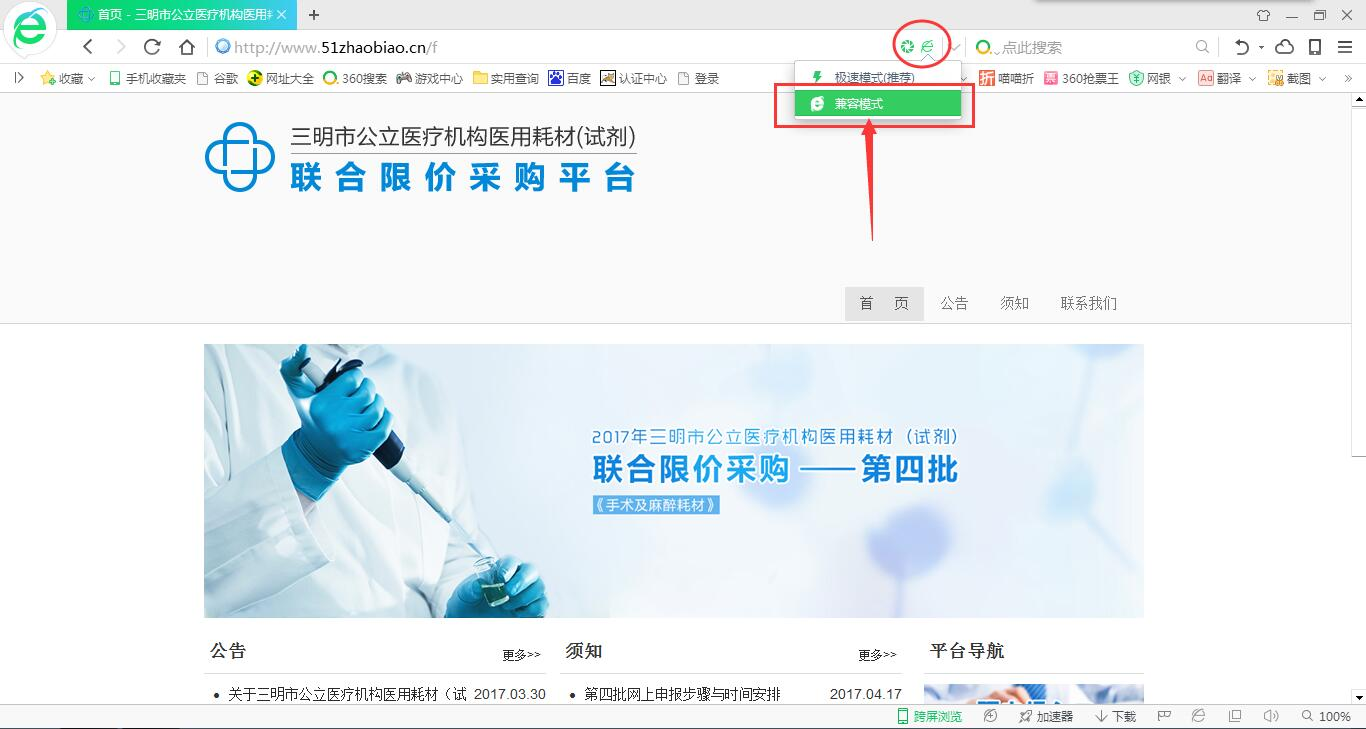 首页 - 三明市公立医疗机构医用
http://www.51zhaobiao.cn/f
点此搜索
收藏 手机收藏夹 谷歌 网址大全 360搜索 游戏中心 实用查询 百度 认证中心 登录
折 喵喵折 票 360抢票王 网银 Aa 翻译 截图
极速模式(推荐)
兼容模式
三明市公立医疗机构医用耗材(试剂)
联合限价采购平台
首 页 公告 须知 联系我们
2017年三明市公立医疗机构医用耗材（试剂）
联合限价采购 —— 第四批
《手术及麻醉耗材》
公告 更多>>
关于三明市公立医疗机构医用耗材（试 2017.03.30
须知 更多>>
第四批网上申报步骤与时间安排 2017.04.17
平台导航
跨屏浏览 加速器 下载 100%